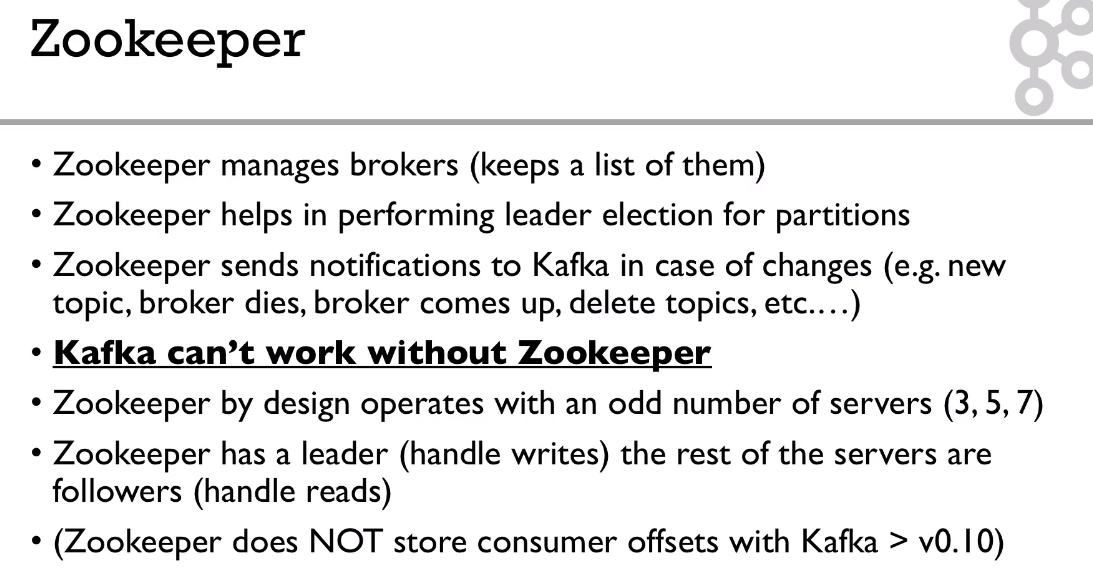 Zookeeper
• Zookeeper manages brokers (keeps a list of them)
• Zookeeper helps in performing leader election for partitions
• Zookeeper sends notifications to Kafka in case of changes (e.g. new
topic, broker dies, broker comes up, delete topics, etc.…)
• Kafka can’t work without Zookeeper
• Zookeeper by design operates with an odd number of servers (3, 5, 7)
• Zookeeper has a leader (handle writes) the rest of the servers are
followers (handle reads)
• (Zookeeper does NOT store consumer offsets with Kafka > v0.10)